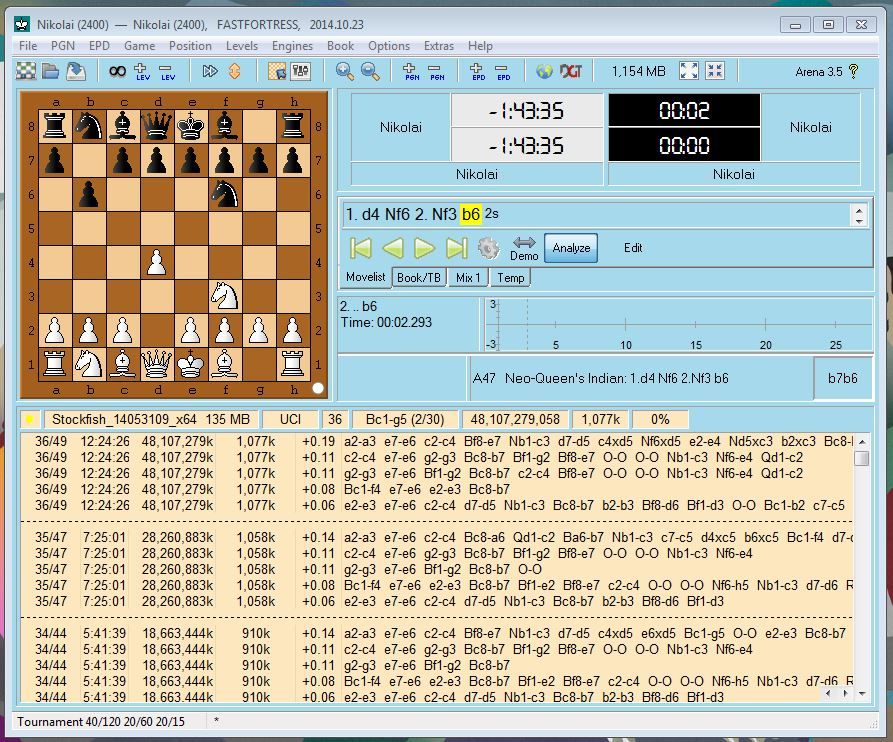 Nikolai (2400) — Nikolai (2400),   FASTFORTRESS,   2014.10.23
File PGN EPD Game Position Levels Engines Book Options Extras Help
+ LEV − LEV + PGN − PGN + EPD − EPD DGT 1,154 MB Arena 3.5 ?
a b c d e f g h
8 8
7 7
6 6
5 5
4 4
3 3
2 2
1 1
a b c d e f g h
Nikolai -1:43:35 00:02 Nikolai
-1:43:35 00:00
Nikolai Nikolai
1. d4 Nf6 2. Nf3 b6 2s
Demo Analyze Edit
Movelist Book/TB Mix 1 Temp
2. .. b6
Time: 00:02.293
3
-3 5 10 15 20 25
A47 Neo-Queen's Indian: 1.d4 Nf6 2.Nf3 b6 b7b6
Stockfish_14053109_x64 135 MB UCI 36 Bc1-g5 (2/30) 48,107,279,058 1,077k 0%
36/49 12:24:26 48,107,279k 1,077k +0.19 a2-a3 e7-e6 c2-c4 Bf8-e7 Nb1-c3 d7-d5 c4xd5 Nf6xd5 e2-e4 Nd5xc3 b2xc3 Bc8-
36/49 12:24:26 48,107,279k 1,077k +0.11 c2-c4 e7-e6 g2-g3 Bc8-b7 Bf1-g2 Bf8-e7 O-O O-O Nb1-c3 Nf6-e4 Qd1-c2
36/49 12:24:26 48,107,279k 1,077k +0.11 g2-g3 e7-e6 Bf1-g2 Bc8-b7 c2-c4 Bf8-e7 O-O O-O Nb1-c3 Nf6-e4 Qd1-c2
36/49 12:24:26 48,107,279k 1,077k +0.08 Bc1-f4 e7-e6 e2-e3 Bc8-b7
36/49 12:24:26 48,107,279k 1,077k +0.06 e2-e3 e7-e6 c2-c4 d7-d5 Nb1-c3 Bc8-b7 b2-b3 Bf8-d6 Bf1-d3 O-O Bc1-b2 c7-c5
35/47 7:25:01 28,260,883k 1,058k +0.14 a2-a3 e7-e6 c2-c4 Bc8-a6 Qd1-c2 Ba6-b7 Nb1-c3 c7-c5 d4xc5 b6xc5 Bc1-f4 d7-
35/47 7:25:01 28,260,883k 1,058k +0.11 c2-c4 e7-e6 g2-g3 Bc8-b7 Bf1-g2 Bf8-e7 O-O O-O Nb1-c3 Nf6-e4
35/47 7:25:01 28,260,883k 1,058k +0.11 g2-g3 e7-e6 Bf1-g2 Bc8-b7 O-O
35/47 7:25:01 28,260,883k 1,058k +0.08 Bc1-f4 e7-e6 e2-e3 Bc8-b7 Bf1-e2 Bf8-e7 c2-c4 O-O O-O Nf6-h5 Nb1-c3 d7-d6 R
35/47 7:25:01 28,260,883k 1,058k +0.06 e2-e3 e7-e6 c2-c4 d7-d5 Nb1-c3 Bc8-b7 b2-b3 Bf8-d6 Bf1-d3
34/44 5:41:39 18,663,444k 910k +0.14 a2-a3 e7-e6 c2-c4 Bf8-e7 Nb1-c3 d7-d5 c4xd5 e6xd5 Bc1-g5 O-O e2-e3 Bc8-b7
34/44 5:41:39 18,663,444k 910k +0.11 c2-c4 e7-e6 g2-g3 Bc8-b7 Bf1-g2 Bf8-e7 O-O O-O Nb1-c3 Nf6-e4
34/44 5:41:39 18,663,444k 910k +0.11 g2-g3 e7-e6 Bf1-g2 Bc8-b7
34/44 5:41:39 18,663,444k 910k +0.08 Bc1-f4 e7-e6 e2-e3 Bc8-b7 Bf1-e2 Bf8-e7 c2-c4 O-O O-O Nf6-h5 Nb1-c3 d7-d6 R
34/44 5:41:39 18,663,444k 910k +0.06 e2-e3 e7-e6 c2-c4 d7-d5 Nb1-c3 Bc8-b7 b2-b3 Bf8-d6 Bf1-d3
Tournament 40/120 20/60 20/15 *